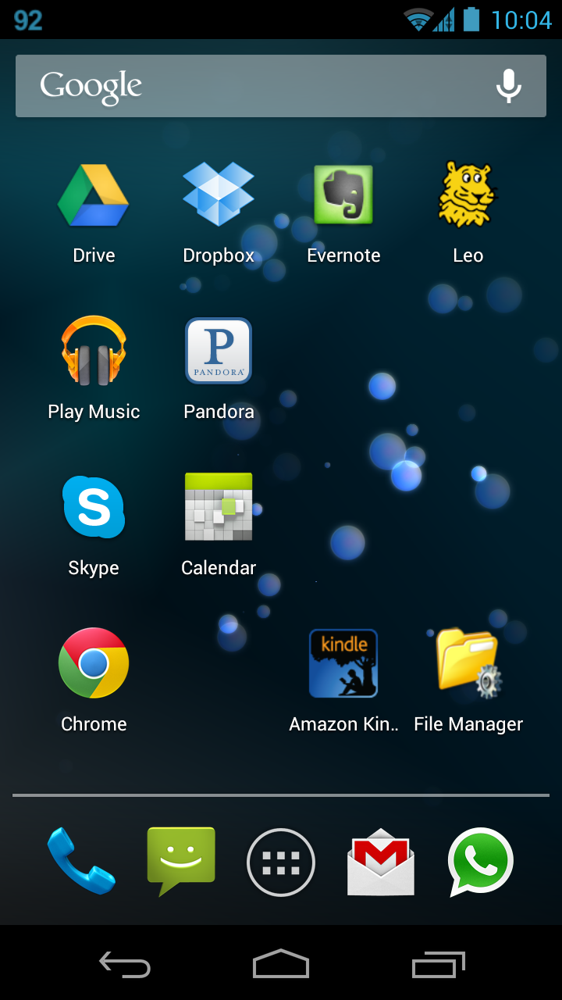 92
10:04
Google
Drive
Dropbox
Evernote
Leo
P
PANDORA
Play Music
Pandora
S
Skype
Calendar
kindle
Chrome
Amazon Kin..
File Manager